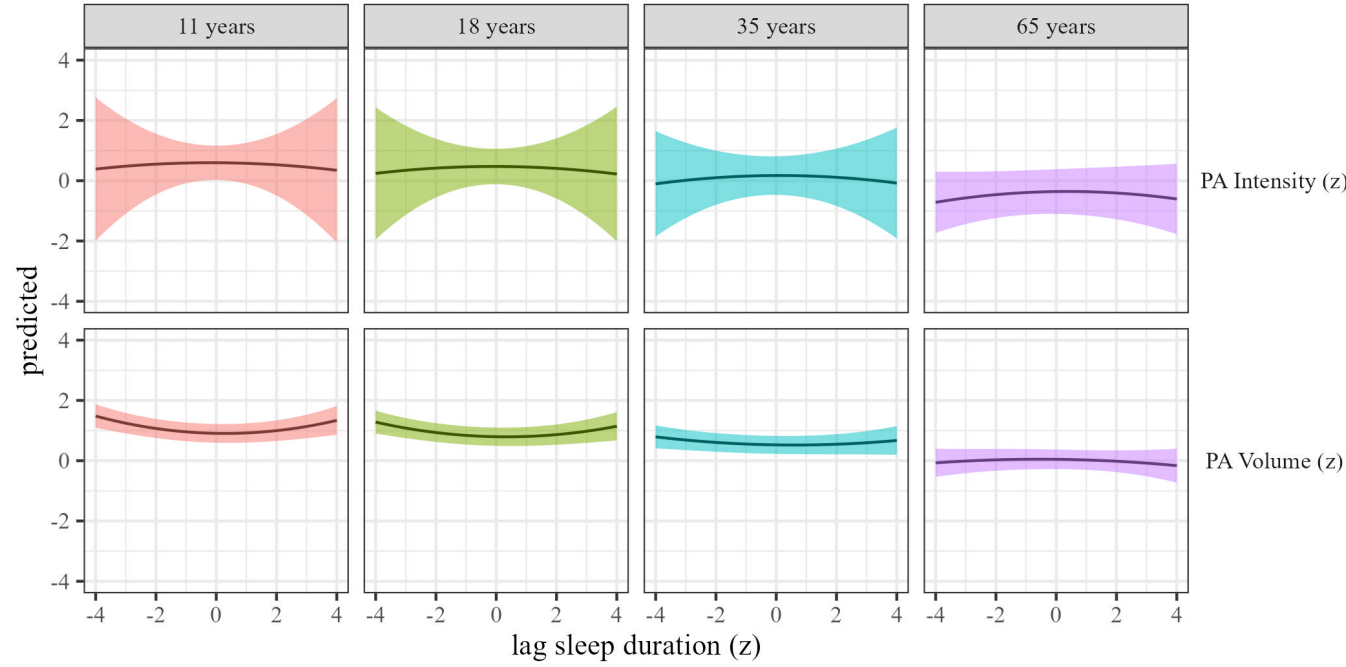 11 years 18 years 35 years 65 years
4
2
0
-2
-4
PA Intensity (z)
predicted
4
2
0
-2
-4
PA Volume (z)
-4 -2 0 2 4 -4 -2 0 2 4 -4 -2 0 2 4 -4 -2 0 2 4
lag sleep duration (z)